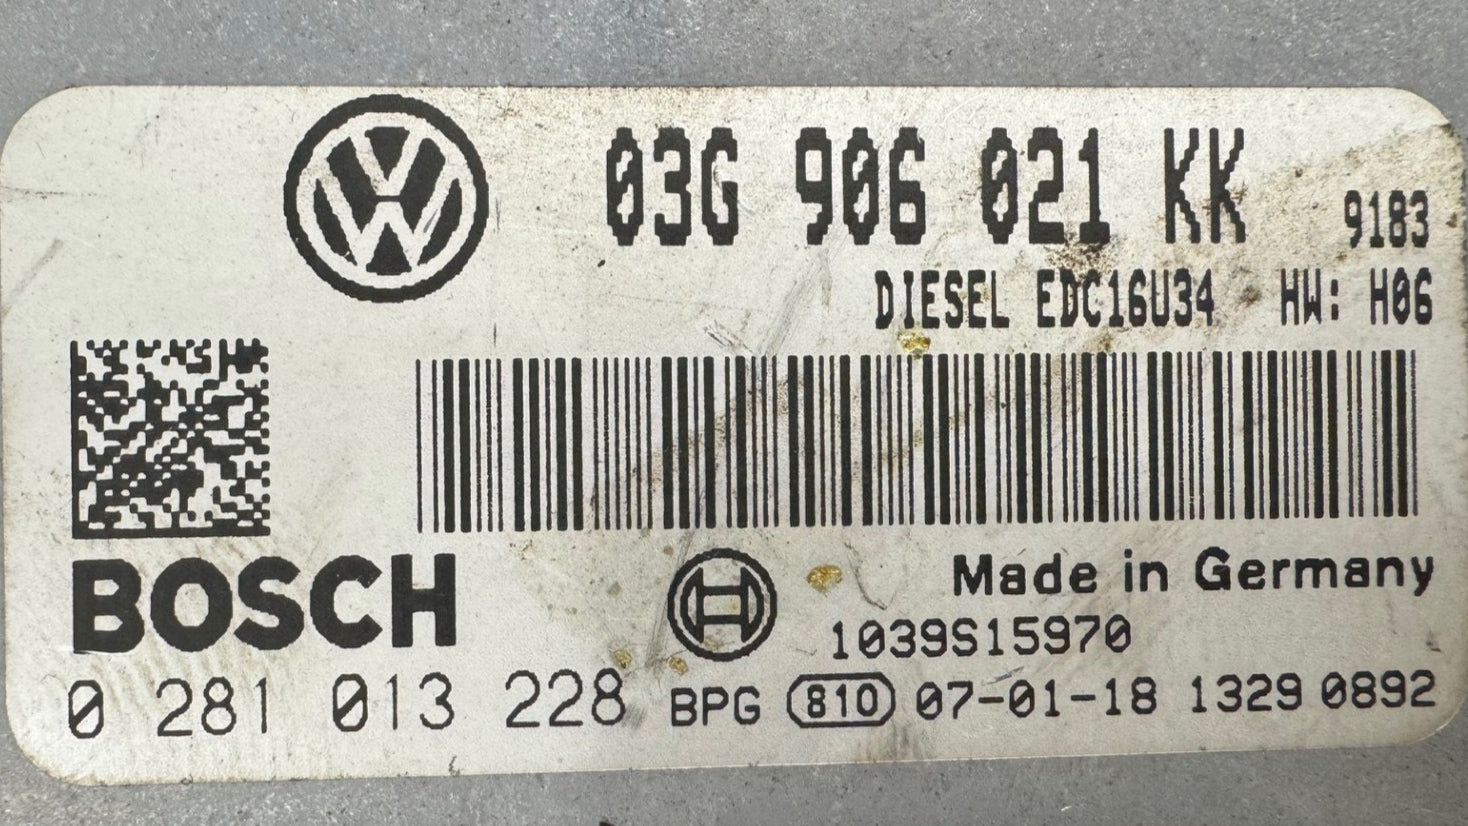 03G 906 021 KK 9183
DIESEL EDC16U34 HW: H06
BOSCH
Made in Germany
1039S15970
0 281 013 228 BPG 810 07-01-18 1329 0892